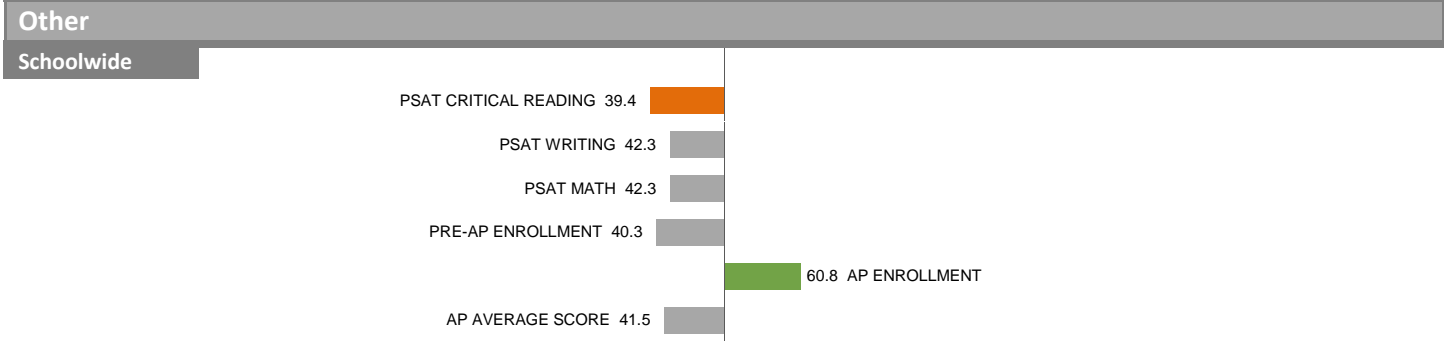 Other
Schoolwide
PSAT CRITICAL READING 39.4
PSAT WRITING 42.3
PSAT MATH 42.3
PRE-AP ENROLLMENT 40.3
60.8 AP ENROLLMENT
AP AVERAGE SCORE 41.5